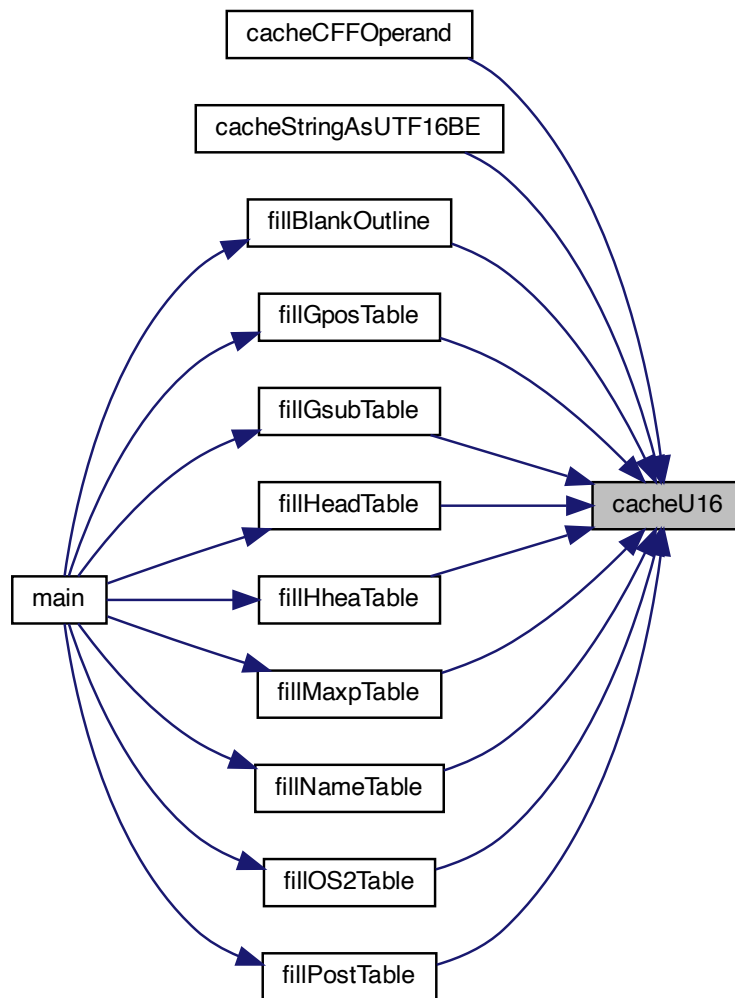 cacheCFFOperand
cacheStringAsUTF16BE
fillBlankOutline
fillGposTable
fillGsubTable
fillHeadTable
cacheU16
main
fillHheaTable
fillMaxpTable
fillNameTable
fillOS2Table
fillPostTable